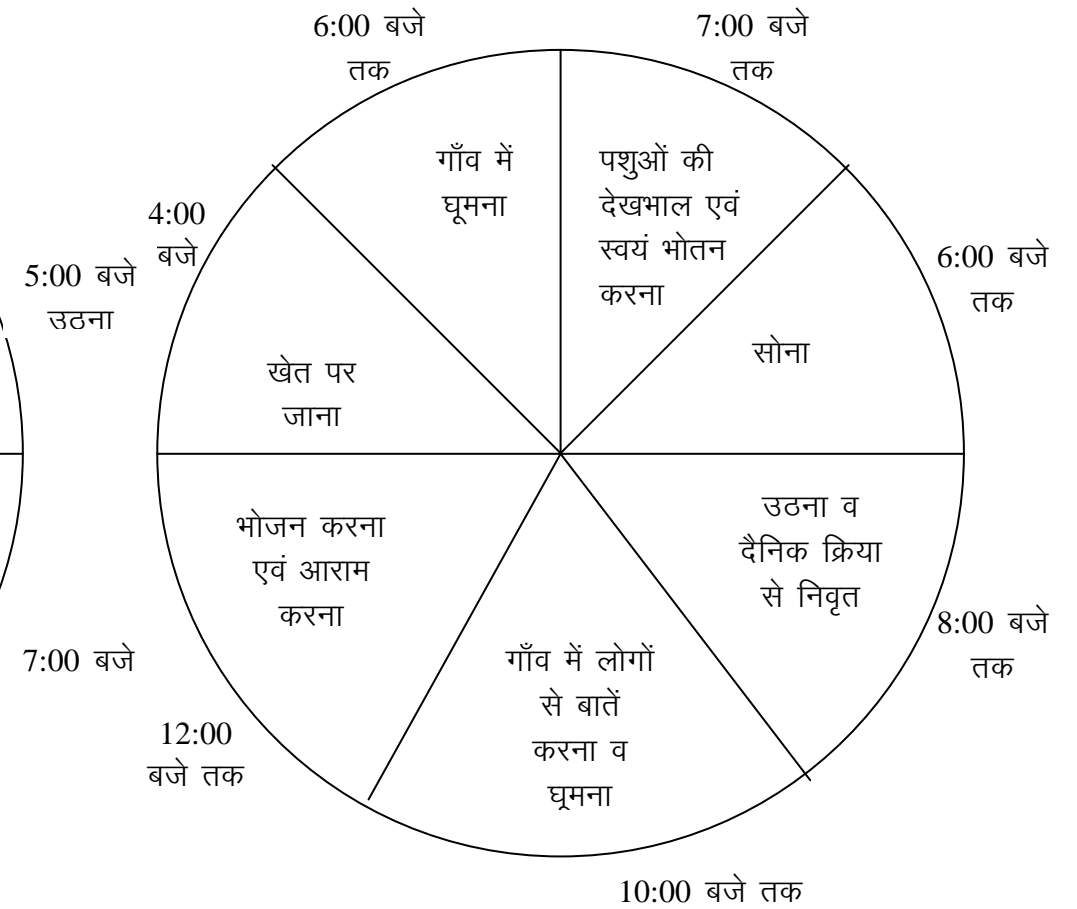 6:00 बजे
तक
7:00 बजे
तक
गाँव में
घूमना
पशुओं की
देखभाल एवं
स्वयं भोतन
करना
4:00
बजे
5:00 बजे
उठना
6:00 बजे
तक
सोना
खेत पर
जाना
भोजन करना
एवं आराम
करना
उठना व
दैनिक क्रिया
से निवृत
8:00 बजे
तक
गाँव में लोगों
से बातें
करना व
घूमना
7:00 बजे
12:00
बजे तक
10:00 बजे तक